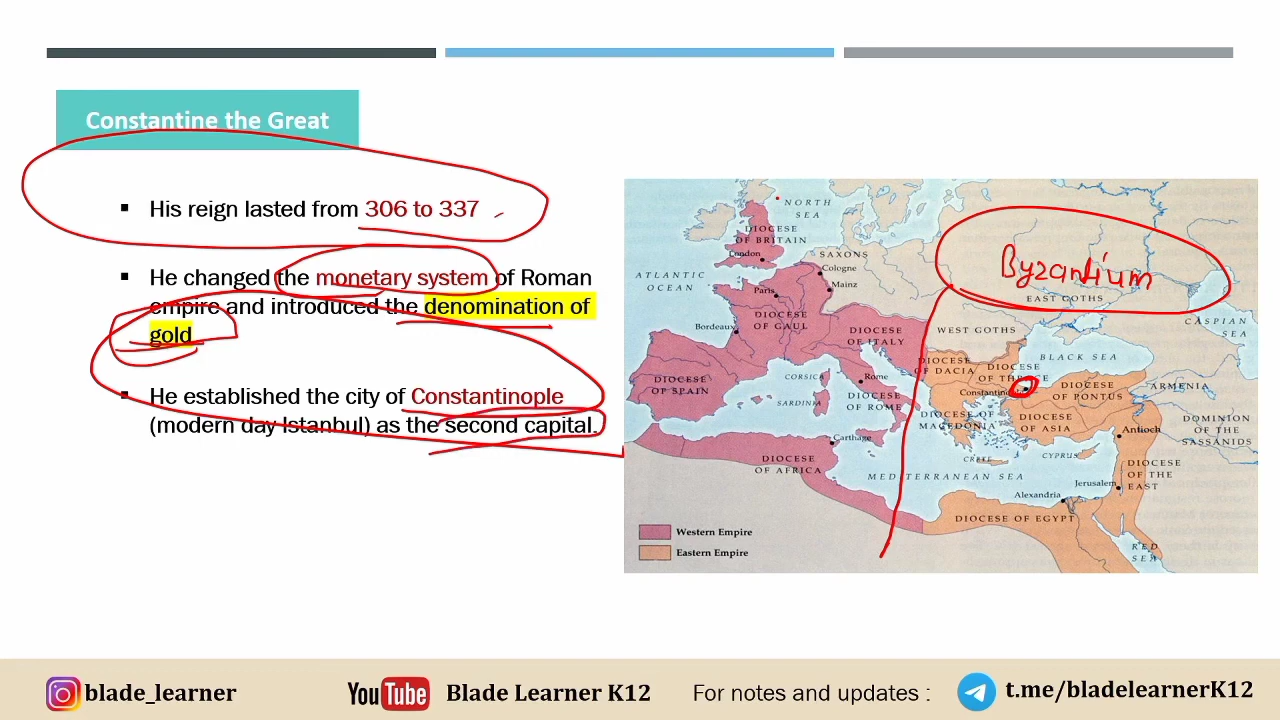 Constantine the Great
▪ His reign lasted from 306 to 337
▪ He changed the monetary system of Roman
empire and introduced the denomination of
gold
▪ He established the city of Constantinople
(modern day Istanbul) as the second capital.
Byzantium
NORTH
SEA
DIOCESE
OF BRITAIN
London
SAXONS
Cologne
Mainz
ATLANTIC
OCEAN
Paris
DIOCESE
OF GAUL
Bordeaux
DIOCESE
OF ITALY
EAST GOTHS
WEST GOTHS
CASPIAN
SEA
BLACK SEA
DIOCESE
OF DACIA
DIOCESE
DIOCESE
OF SPAIN
CORSICA
SARDINIA
Rome
DIOCESE
OF ROME
DIOCESE OF
MACEDONIA
DIOCESE
OF PONTUS
ARMENIA
DIOCESE
OF ASIA
DOMINION
OF THE
SASSANIDS
Carthage
Antioch
CRETE
CYPRUS
DIOCESE
OF AFRICA
MEDITERRANEAN SEA
DIOCESE
OF THE
EAST
Jerusalem
Alexandria
DIOCESE OF EGYPT
RED
SEA
Western Empire
Eastern Empire
blade_learner
YouTube Blade Learner K12
For notes and updates :
t.me/bladelearnerK12